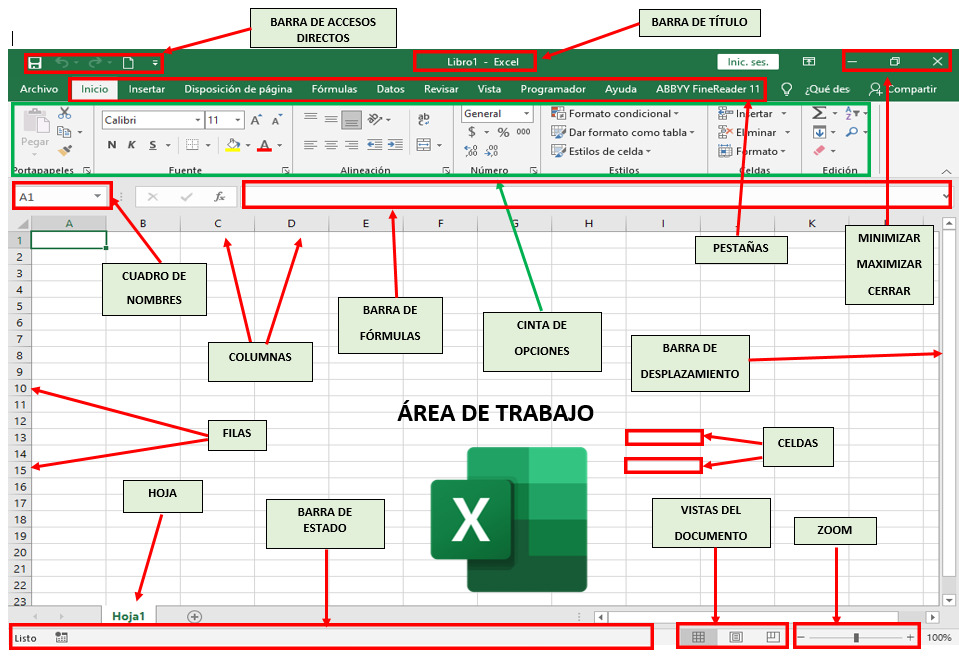 BARRA DE ACCESOS
DIRECTOS
BARRA DE TÍTULO
Libro1 - Excel
Inic. ses.
Archivo Inicio Insertar Disposición de página Fórmulas Datos Revisar Vista Programador Ayuda ABBYY FineReader 11 ¿Qué des Compartir
Pegar
Portapapeles
Calibri 11
N K S
A A
Fuente
ab
Alineación
General
$ % 000
Número
Formato condicional
Dar formato como tabla
Estilos de celda
Estilos
Insertar
Eliminar
Formato
Celdas
Edición
A1
fx
A B C D E F G H I K
1
2
3
4
5
6
7
8
9
10
11
12
13
14
15
16
17
18
19
20
21
22
23
PESTAÑAS
MINIMIZAR
MAXIMIZAR
CERRAR
CUADRO DE
NOMBRES
COLUMNAS
BARRA DE
FÓRMULAS
CINTA DE
OPCIONES
BARRA DE
DESPLAZAMIENTO
ÁREA DE TRABAJO
FILAS
CELDAS
HOJA
BARRA DE
ESTADO
X
VISTAS DEL
DOCUMENTO
ZOOM
Hoja1
Listo
100%